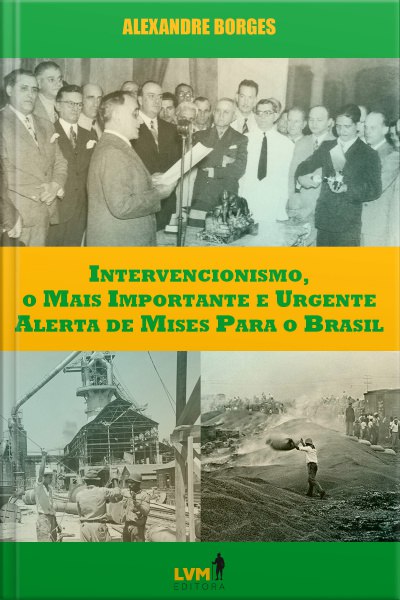 ALEXANDRE BORGES
INTERVENCIONISMO,
O MAIS IMPORTANTE E URGENTE
ALERTA DE MISES PARA O BRASIL
LVM
EDITORA